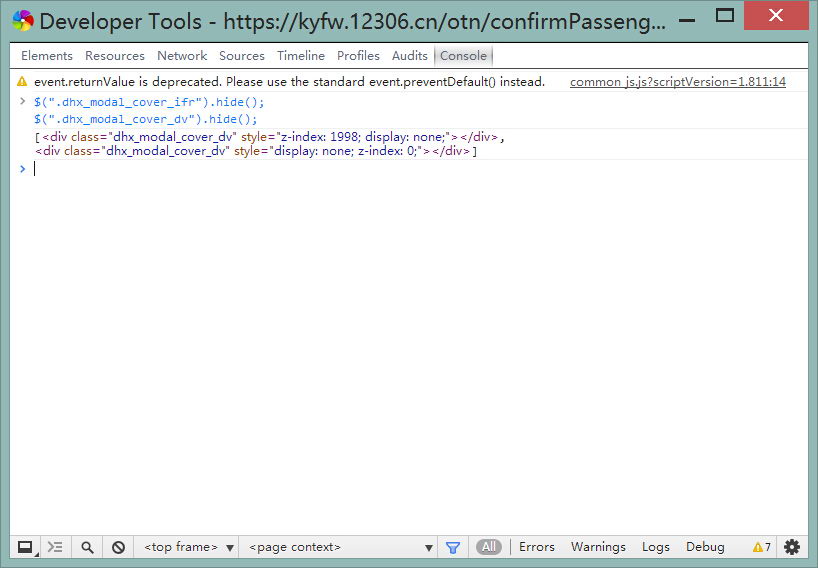 Developer Tools - https://kyfw.12306.cn/otn/confirmPasseng...
Elements Resources Network Sources Timeline Profiles Audits Console
event.returnValue is deprecated. Please use the standard event.preventDefault() instead. common_js.js?scriptVersion=1.811:14
> $(".dhx_modal_cover_ifr").hide();
$(".dhx_modal_cover_dv").hide();
[<div class="dhx_modal_cover_dv" style="z-index: 1998; display: none;"></div>,
<div class="dhx_modal_cover_dv" style="display: none; z-index: 0;"></div>]
>
<top frame> ▼ <page context> ▼ All Errors Warnings Logs Debug 7